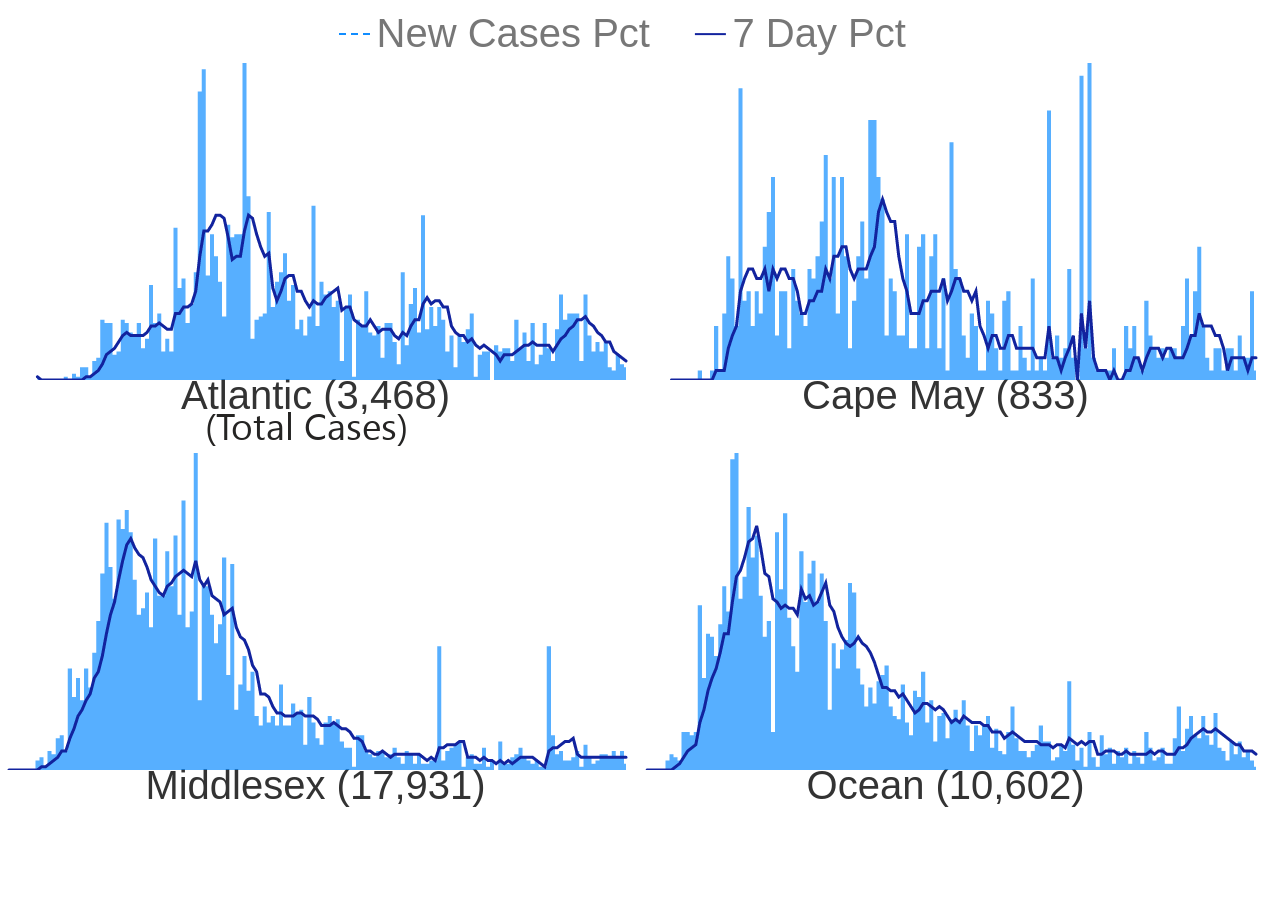 New Cases Pct 7 Day Pct
Atlantic (3,468) Cape May (833)
(Total Cases)
Middlesex (17,931) Ocean (10,602)